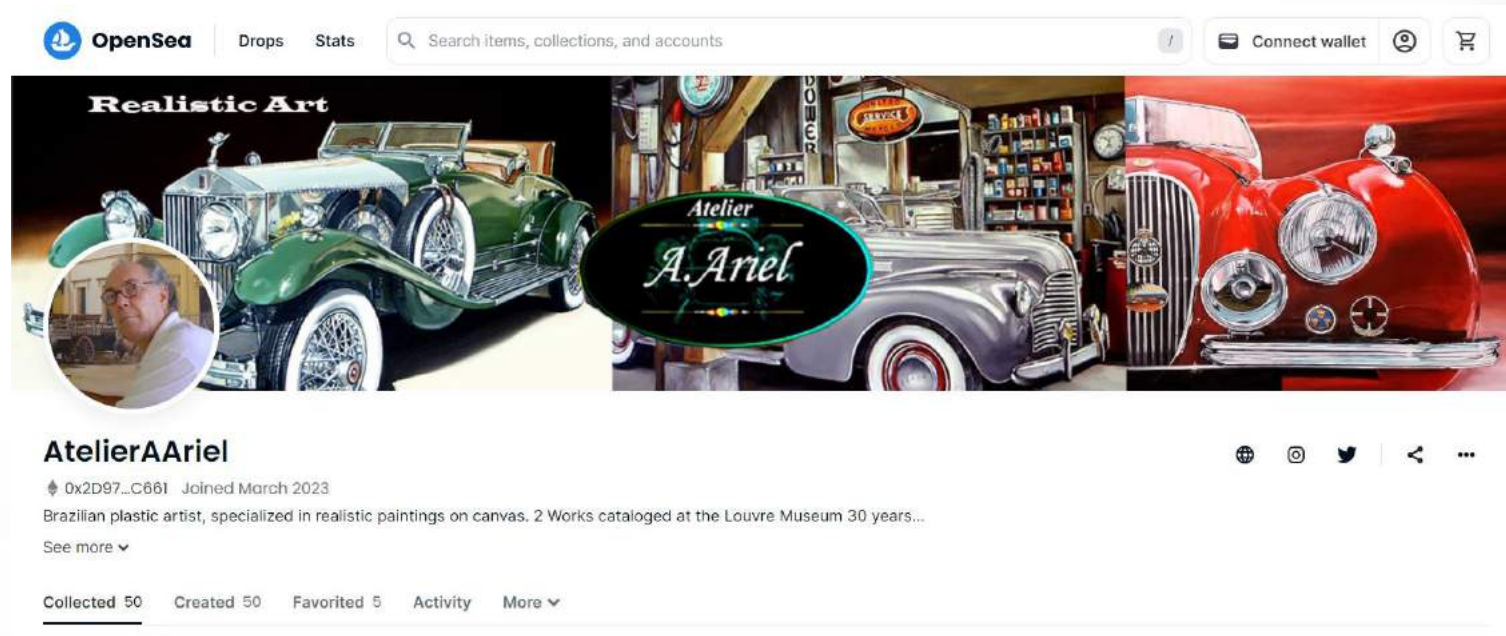 OpenSea Drops Stats Search items, collections, and accounts / Connect wallet
Realistic Art
POWER
SERVICE
Atelier
A.Ariel
AtelierAAriel
0x2D97...C661 Joined March 2023
Brazilian plastic artist, specialized in realistic paintings on canvas. 2 Works cataloged at the Louvre Museum 30 years...
See more
Collected 50 Created 50 Favorited 5 Activity More